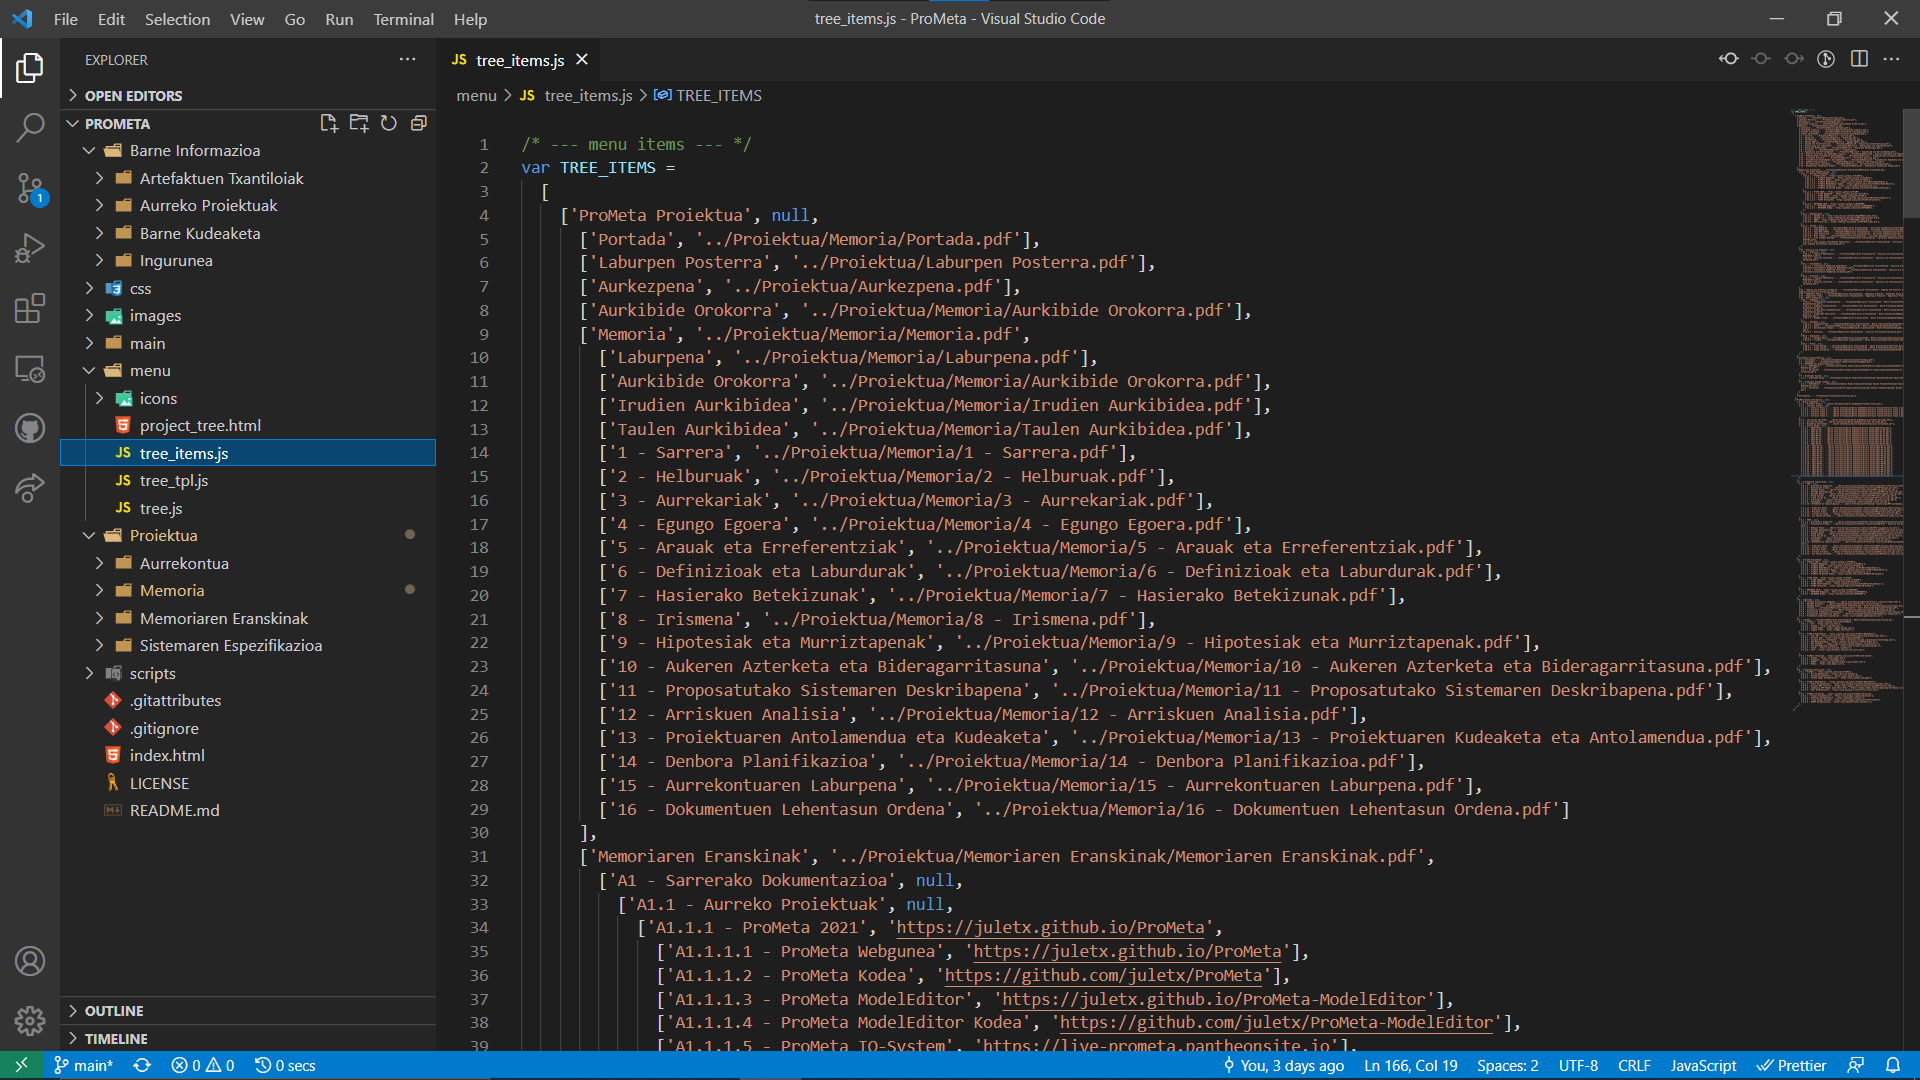 File Edit Selection View Go Run Terminal Help
tree_items.js - ProMeta - Visual Studio Code
EXPLORER
OPEN EDITORS
PROMETA
Barne Informazioa
Artefaktuen Txantiloiak
Aurreko Proiektuak
Barne Kudeaketa
Ingurunea
css
images
main
menu
icons
project_tree.html
JS tree_items.js
JS tree_tpl.js
JS tree.js
Proiektua
Aurrekontua
Memoria
Memoriaren Eranskinak
Sistemaren Espezifikazioa
scripts
.gitattributes
.gitignore
index.html
LICENSE
README.md
OUTLINE
TIMELINE
1
JS tree_items.js
menu > JS tree_items.js > TREE_ITEMS
1 /* --- menu items --- */
2 var TREE_ITEMS =
3 [
4 ['ProMeta Proiektua', null,
5 ['Portada', '../Proiektua/Memoria/Portada.pdf'],
6 ['Laburpen Posterra', '../Proiektua/Laburpen Posterra.pdf'],
7 ['Aurkezpena', '../Proiektua/Aurkezpena.pdf'],
8 ['Aurkibide Orokorra', '../Proiektua/Memoria/Aurkibide Orokorra.pdf'],
9 ['Memoria', '../Proiektua/Memoria/Memoria.pdf',
10 ['Laburpena', '../Proiektua/Memoria/Laburpena.pdf'],
11 ['Aurkibide Orokorra', '../Proiektua/Memoria/Aurkibide Orokorra.pdf'],
12 ['Irudien Aurkibidea', '../Proiektua/Memoria/Irudien Aurkibidea.pdf'],
13 ['Taulen Aurkibidea', '../Proiektua/Memoria/Taulen Aurkibidea.pdf'],
14 ['1 - Sarrera', '../Proiektua/Memoria/1 - Sarrera.pdf'],
15 ['2 - Helburuak', '../Proiektua/Memoria/2 - Helburuak.pdf'],
16 ['3 - Aurrekariak', '../Proiektua/Memoria/3 - Aurrekariak.pdf'],
17 ['4 - Egungo Egoera', '../Proiektua/Memoria/4 - Egungo Egoera.pdf'],
18 ['5 - Arauak eta Erreferentziak', '../Proiektua/Memoria/5 - Arauak eta Erreferentziak.pdf'],
19 ['6 - Definizioak eta Laburdurak', '../Proiektua/Memoria/6 - Definizioak eta Laburdurak.pdf'],
20 ['7 - Hasierako Betekizunak', '../Proiektua/Memoria/7 - Hasierako Betekizunak.pdf'],
21 ['8 - Irismena', '../Proiektua/Memoria/8 - Irismena.pdf'],
22 ['9 - Hipotesiak eta Murriztapenak', '../Proiektua/Memoria/9 - Hipotesiak eta Murriztapenak.pdf'],
23 ['10 - Aukeren Azterketa eta Bideragarritasuna', '../Proiektua/Memoria/10 - Aukeren Azterketa eta Bideragarritasuna.pdf'],
24 ['11 - Proposatutako Sistemaren Deskribapena', '../Proiektua/Memoria/11 - Proposatutako Sistemaren Deskribapena.pdf'],
25 ['12 - Arriskuen Analisia', '../Proiektua/Memoria/12 - Arriskuen Analisia.pdf'],
26 ['13 - Proiektuaren Antolamendua eta Kudeaketa', '../Proiektua/Memoria/13 - Proiektuaren Kudeaketa eta Antolamendua.pdf'],
27 ['14 - Denbora Planifikazioa', '../Proiektua/Memoria/14 - Denbora Planifikazioa.pdf'],
28 ['15 - Aurrekontuaren Laburpena', '../Proiektua/Memoria/15 - Aurrekontuaren Laburpena.pdf'],
29 ['16 - Dokumentuen Lehentasun Ordena', '../Proiektua/Memoria/16 - Dokumentuen Lehentasun Ordena.pdf']
30 ],
31 ['Memoriaren Eranskinak', '../Proiektua/Memoriaren Eranskinak/Memoriaren Eranskinak.pdf',
32 ['A1 - Sarrerako Dokumentazioa', null,
33 ['A1.1 - Aurreko Proiektuak', null,
34 ['A1.1.1 - ProMeta 2021', 'https://juletx.github.io/ProMeta',
35 ['A1.1.1.1 - ProMeta Webgunea', 'https://juletx.github.io/ProMeta'],
36 ['A1.1.1.2 - ProMeta Kodea', 'https://github.com/juletx/ProMeta'],
37 ['A1.1.1.3 - ProMeta ModelEditor', 'https://juletx.github.io/ProMeta-ModelEditor'],
38 ['A1.1.1.4 - ProMeta ModelEditor Kodea', 'https://github.com/juletx/ProMeta-ModelEditor'],
39 ['A1.1.1.5 - ProMeta IO-System', 'https://live-prometa.pantheonsite.io'],
main* 0 0 0 secs You, 3 days ago Ln 166, Col 19 Spaces: 2 UTF-8 CRLF JavaScript Prettier